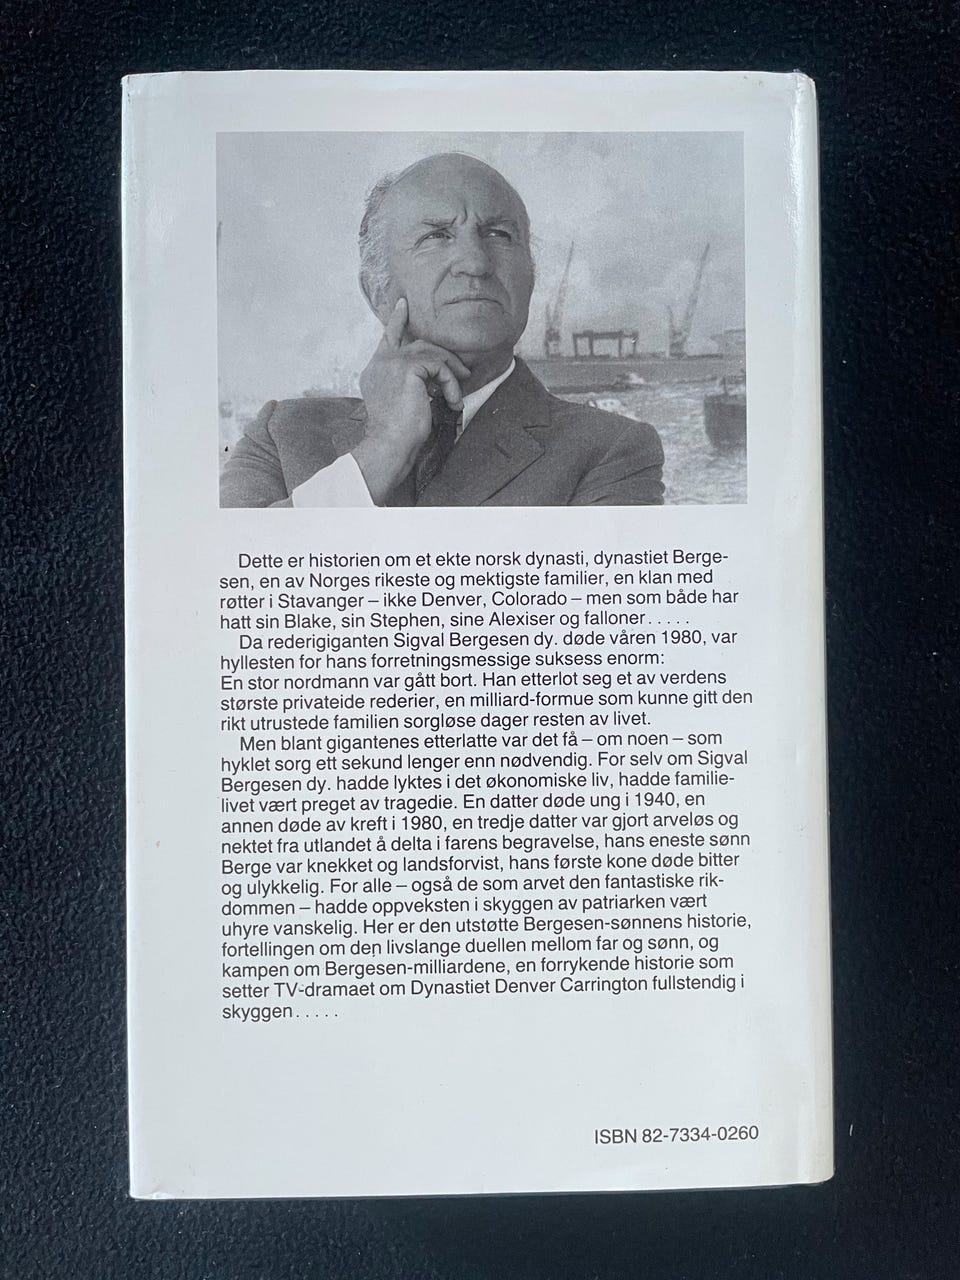 Dette er historien om et ekte norsk dynasti, dynastiet Berge-
sen, en av Norges rikeste og mektigste familier, en klan med
røtter i Stavanger – ikke Denver, Colorado – men som både har
hatt sin Blake, sin Stephen, sine Alexiser og falloner.....
Da rederigiganten Sigval Bergesen dy. døde våren 1980, var
hyllesten for hans forretningsmessige suksess enorm:
En stor nordmann var gått bort. Han etterlot seg et av verdens
største privateide rederier, en milliard-formue som kunne gitt den
rikt utrustede familien sorgløse dager resten av livet.
Men blant gigantenes etterlatte var det få – om noen – som
hyklet sorg ett sekund lenger enn nødvendig. For selv om Sigval
Bergesen dy. hadde lyktes i det økonomiske liv, hadde familie-
livet vært preget av tragedie. En datter døde ung i 1940, en
annen døde av kreft i 1980, en tredje datter var gjort arveløs og
nektet fra utlandet å delta i farens begravelse, hans eneste sønn
Berge var knekket og landsforvist, hans første kone døde bitter
og ulykkelig. For alle – også de som arvet den fantastiske rik-
dommen – hadde oppveksten i skyggen av patriarken vært
uhyre vanskelig. Her er den utstøtte Bergesen-sønnens historie,
fortellingen om den livslange duellen mellom far og sønn, og
kampen om Bergesen-milliardene, en forrykende historie som
setter TV-dramaet om Dynastiet Denver Carrington fullstendig i
skyggen.....
ISBN 82-7334-0260